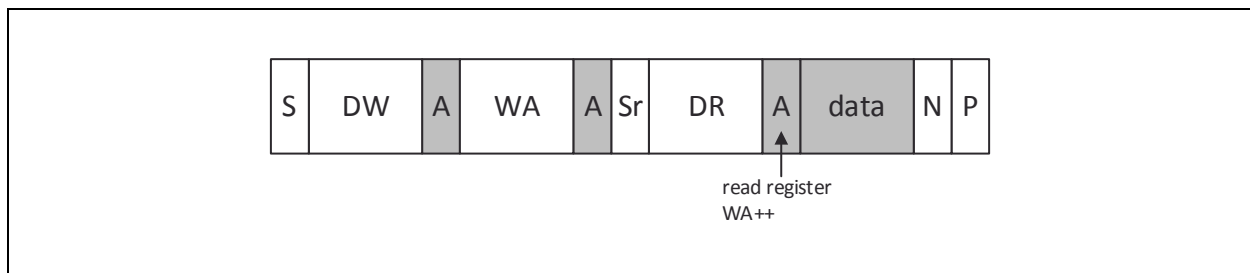 S DW A WA A Sr DR A data N P
read register
WA++